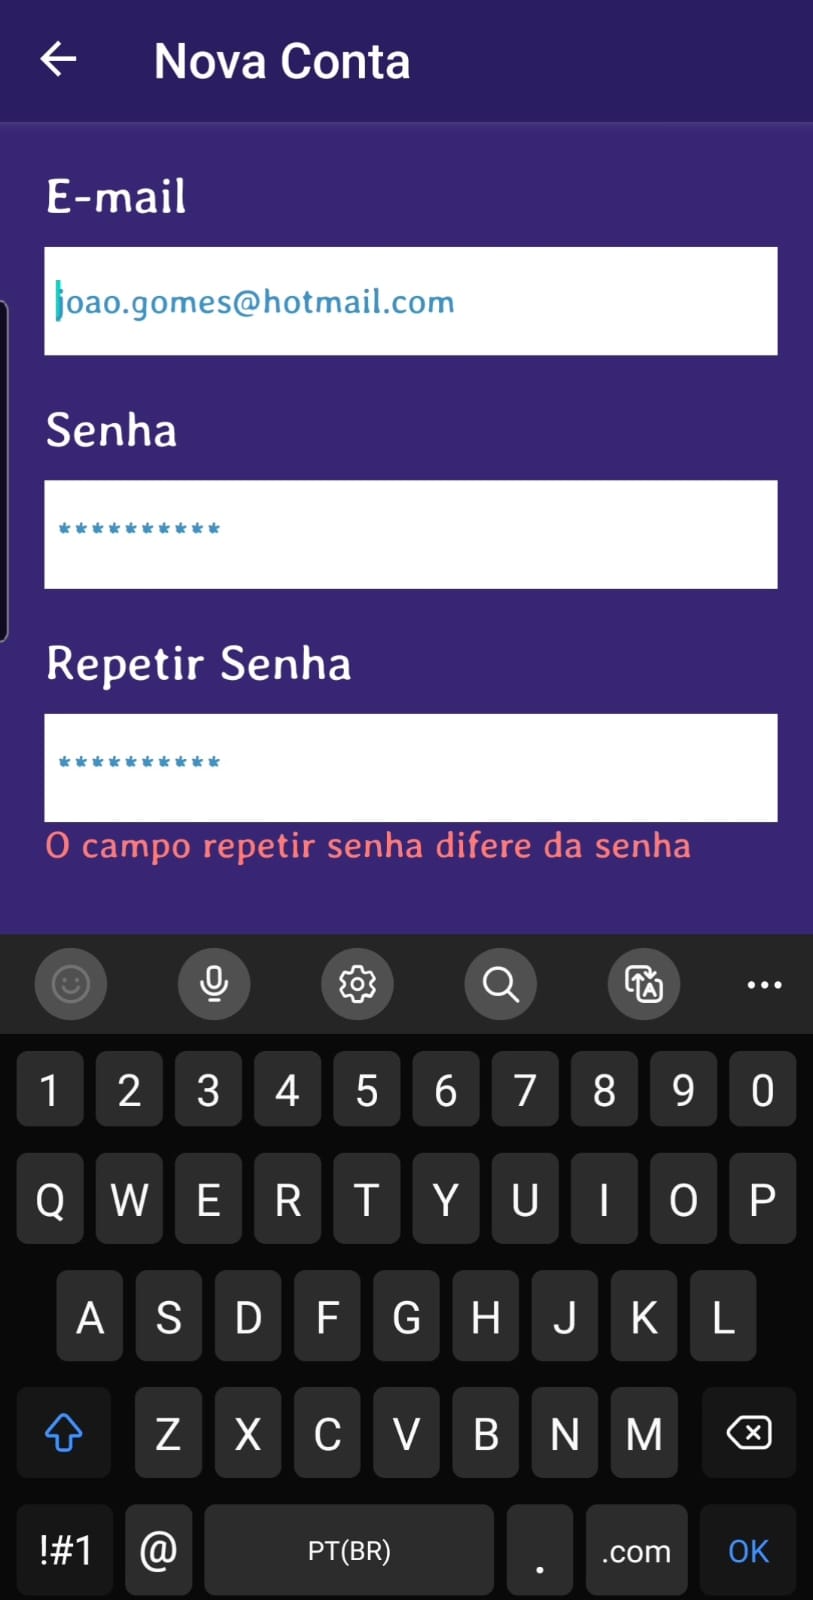 Nova Conta
E-mail
joao.gomes@hotmail.com
Senha
**********
Repetir Senha
**********
O campo repetir senha difere da senha
1 2 3 4 5 6 7 8 9 0
Q W E R T Y U I O P
A S D F G H J K L
Z X C V B N M
!#1 @ PT(BR) . .com OK